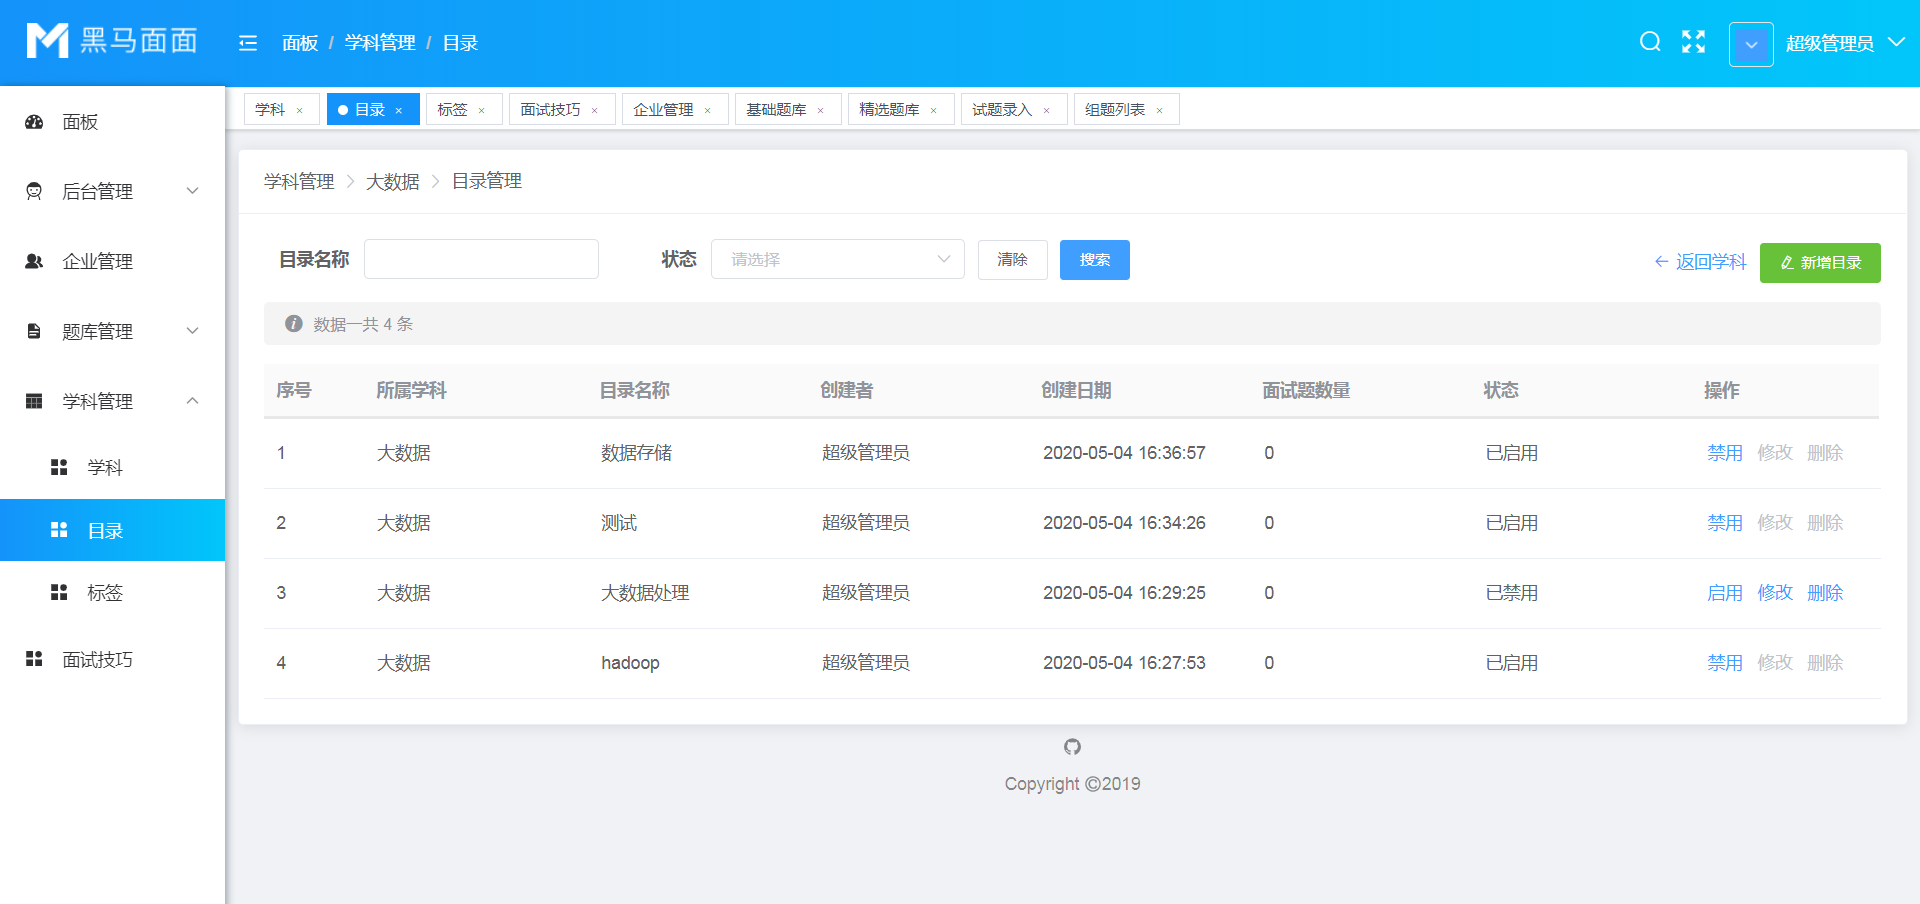 黑马面面 面板 / 学科管理 / 目录 超级管理员
学科 × 目录 × 标签 × 面试技巧 × 企业管理 × 基础题库 × 精选题库 × 试题录入 × 组题列表 ×
面板
后台管理
企业管理
题库管理
学科管理
学科
目录
标签
面试技巧
学科管理 > 大数据 > 目录管理
目录名称 状态 请选择 清除 搜索 ← 返回学科 新增目录
数据一共 4 条
序号 所属学科 目录名称 创建者 创建日期 面试题数量 状态 操作
1 大数据 数据存储 超级管理员 2020-05-04 16:36:57 0 已启用 禁用 修改 删除
2 大数据 测试 超级管理员 2020-05-04 16:34:26 0 已启用 禁用 修改 删除
3 大数据 大数据处理 超级管理员 2020-05-04 16:29:25 0 已禁用 启用 修改 删除
4 大数据 hadoop 超级管理员 2020-05-04 16:27:53 0 已启用 禁用 修改 删除
Copyright ©2019